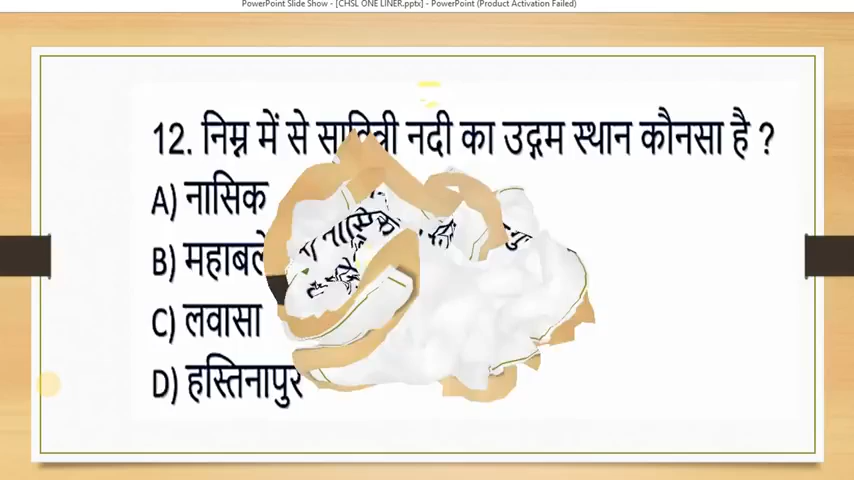 PowerPoint Slide Show - [CHSL ONE LINER.pptx] - PowerPoint (Product Activation Failed)
12. निम्न में से सावित्री नदी का उद्गम स्थान कौनसा है ?
A) नासिक
B)
C) लवासा
D) हस्तिनापुर